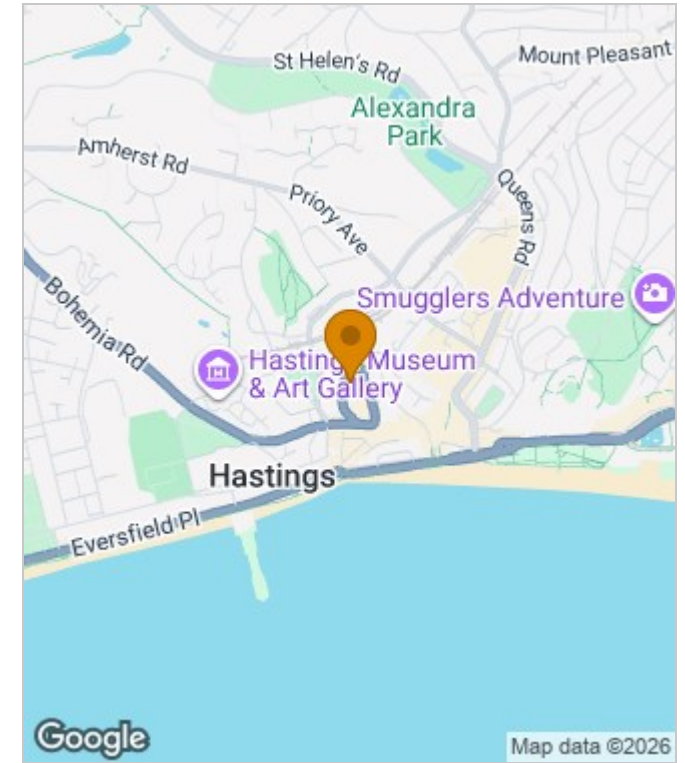 St Helen's Rd
Mount Pleasant
Alexandra
Park
Amherst Rd
Priory Ave
Queens Rd
Smugglers Adventure
Bohemia Rd
Hastings Museum
& Art Gallery
Hastings
Eversfield Pl
Google
Map data ©2026